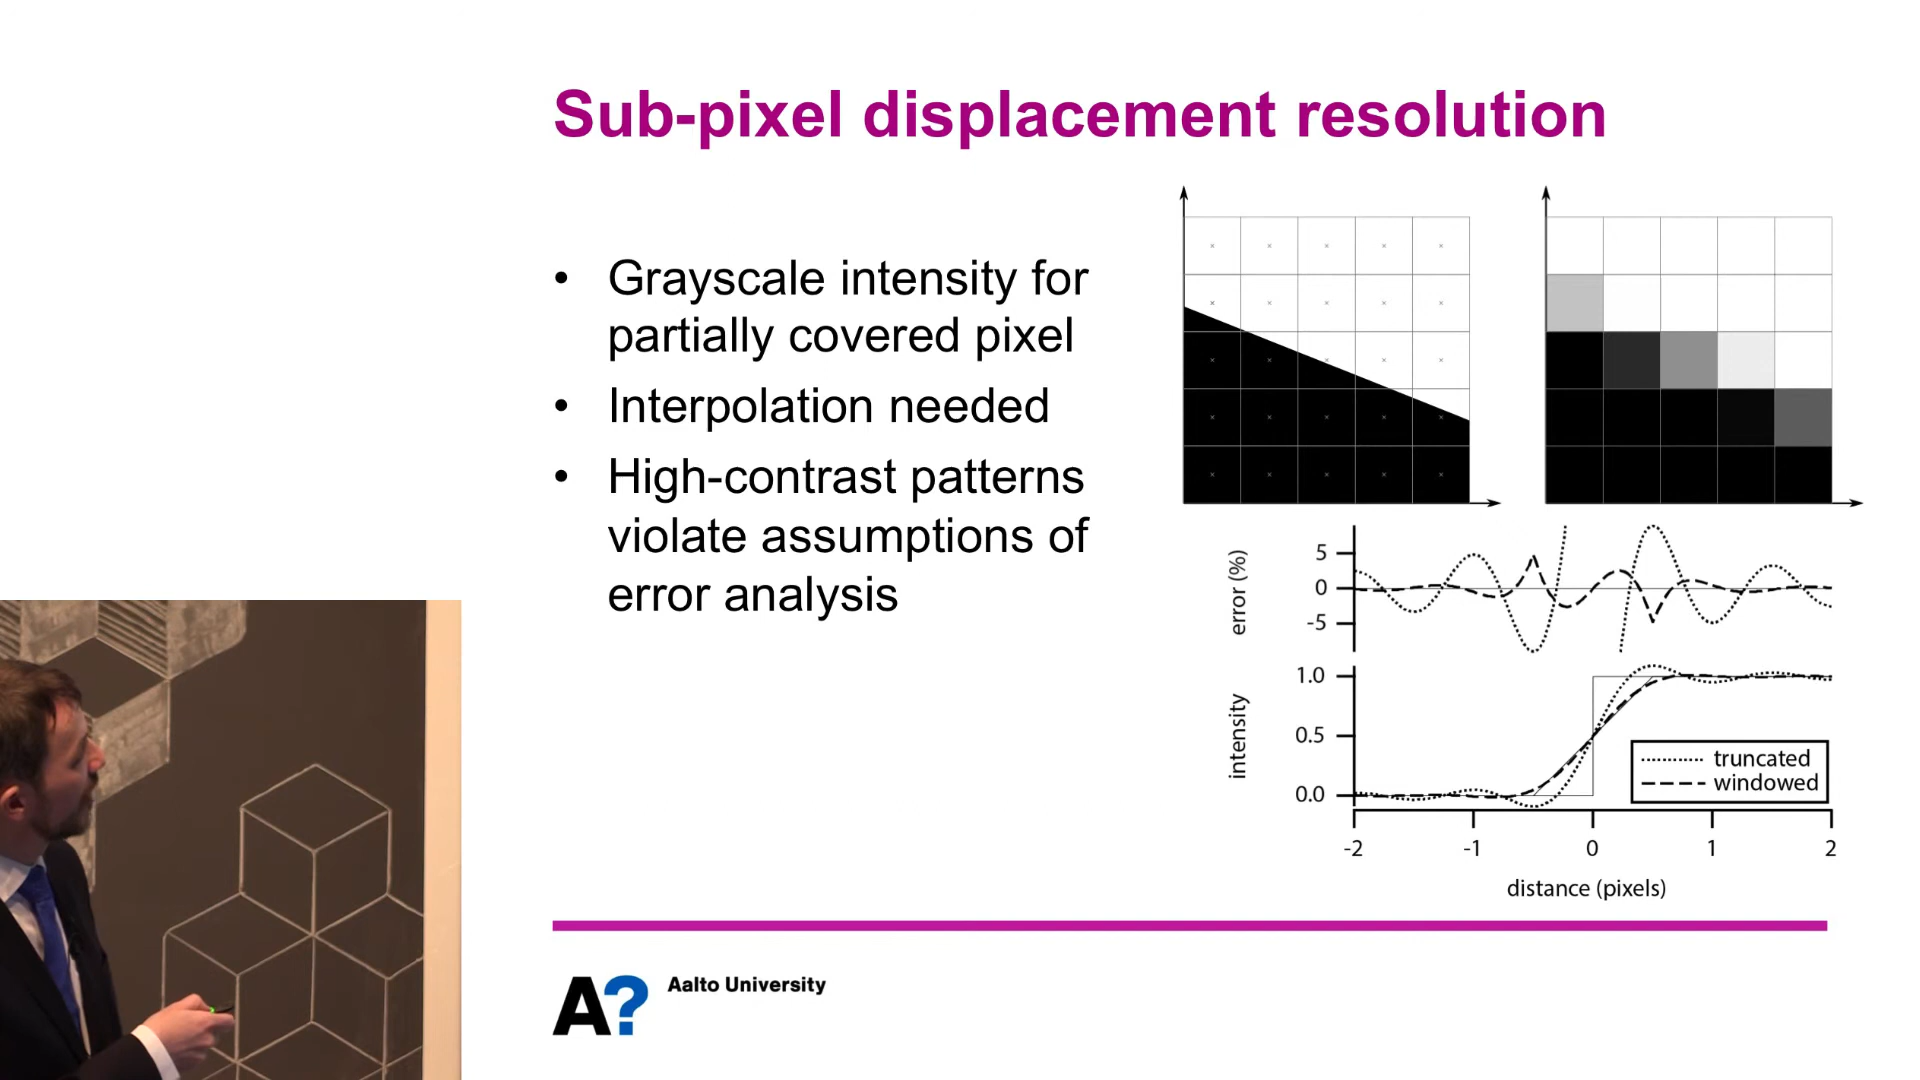 Sub-pixel displacement resolution
• Grayscale intensity for
partially covered pixel
• Interpolation needed
• High-contrast patterns
violate assumptions of
error analysis
error (%)
5
0
-5
intensity
1.0
0.5
0.0
truncated
windowed
-2 -1 0 1 2
distance (pixels)
A? Aalto University